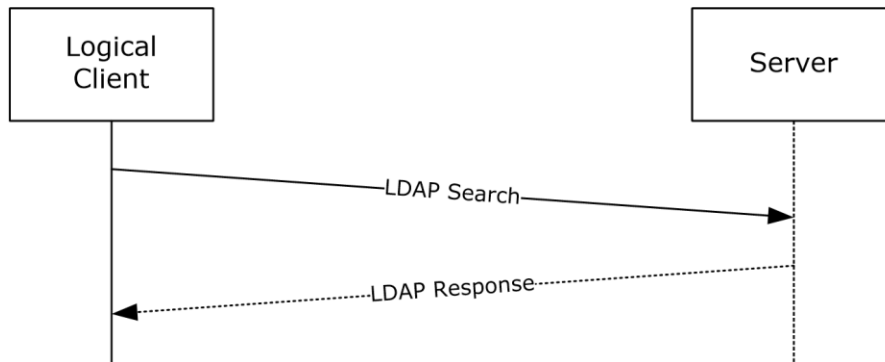 Logical
Client
Server
LDAP Search
LDAP Response